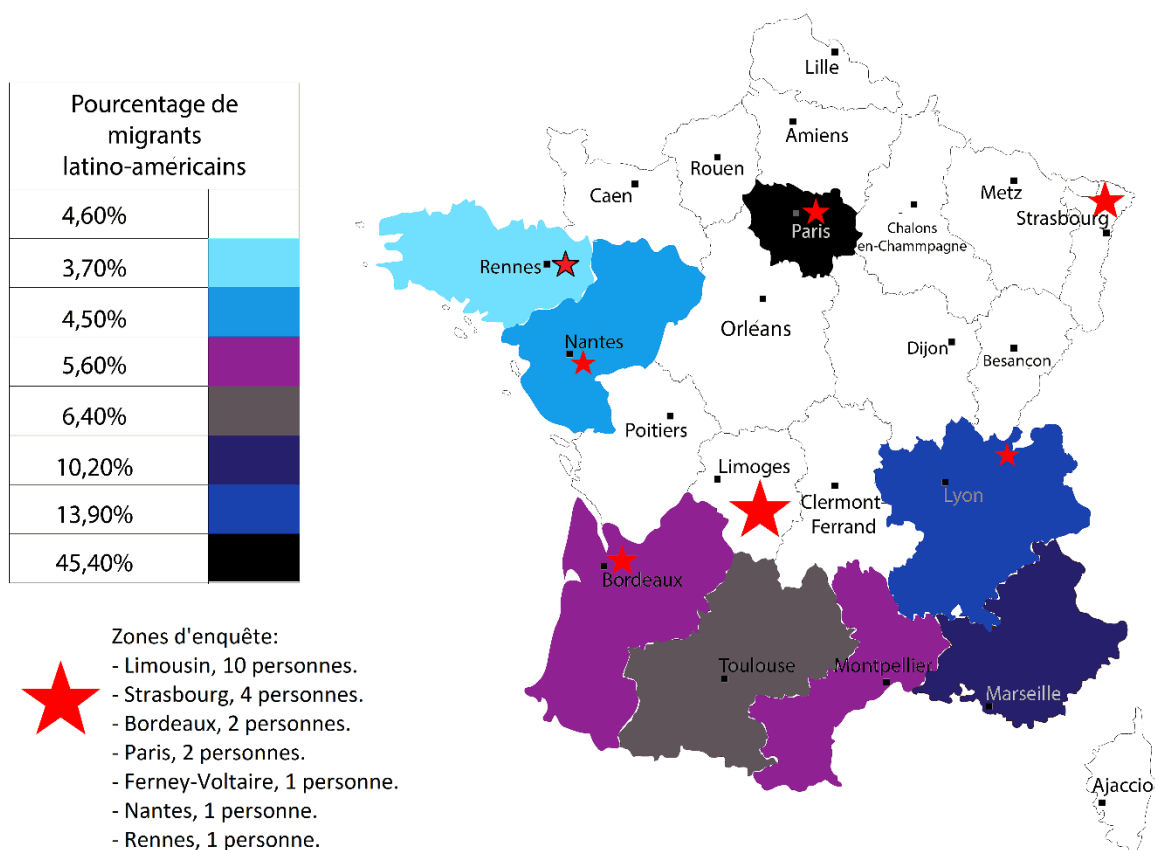 Pourcentage de
migrants
latino-américains
4,60%
3,70%
4,50%
5,60%
6,40%
10,20%
13,90%
45,40%
Zones d'enquête:
- Limousin, 10 personnes.
- Strasbourg, 4 personnes.
- Bordeaux, 2 personnes.
- Paris, 2 personnes.
- Ferney-Voltaire, 1 personne.
- Nantes, 1 personne.
- Rennes, 1 personne.
Lille
Amiens
Rouen
Caen
Metz
Strasbourg
Paris
Chalons
en-Chammpagne
Rennes
Orléans
Nantes
Dijon
Besançon
Poitiers
Limoges
Clermont-
Ferrand
Lyon
Bordeaux
Toulouse
Montpellier
Marseille
Ajaccio